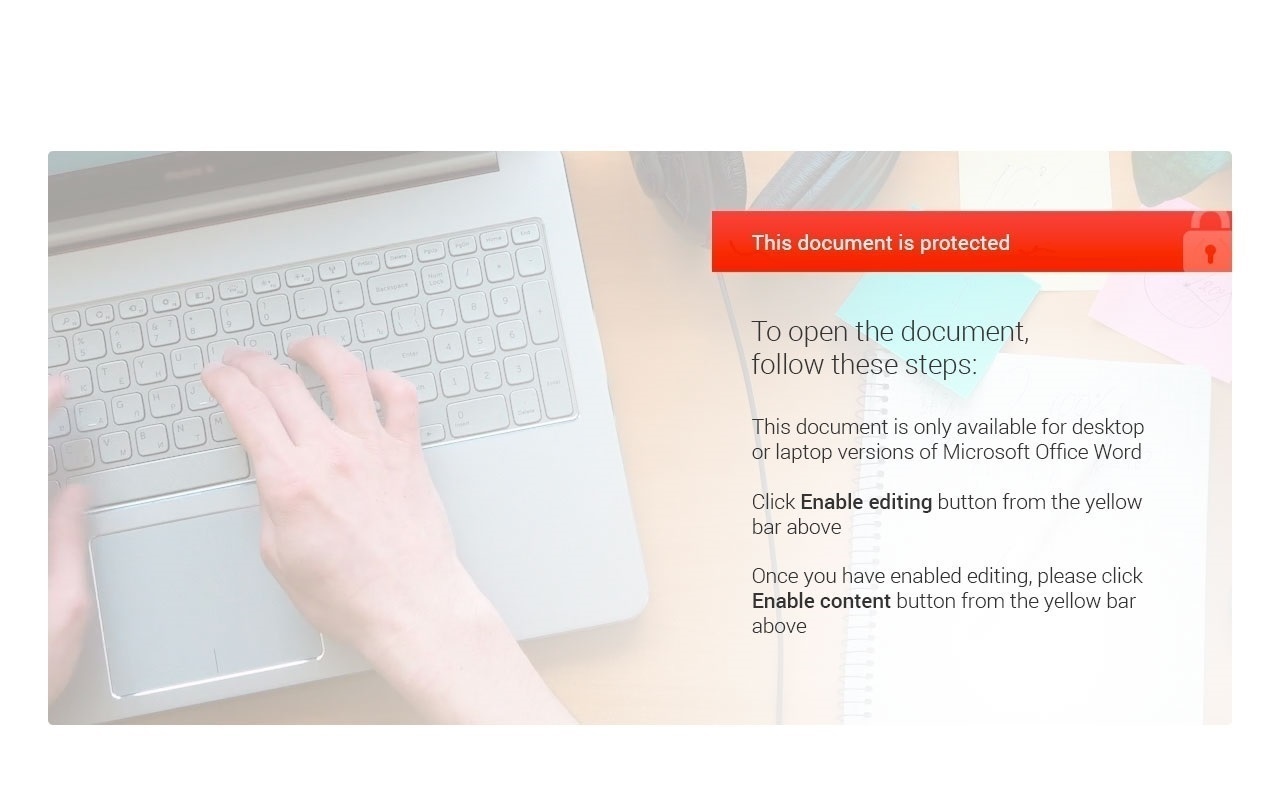 This document is protected
To open the document,
follow these steps:
This document is only available for desktop
or laptop versions of Microsoft Office Word
Click Enable editing button from the yellow
bar above
Once you have enabled editing, please click
Enable content button from the yellow bar
above